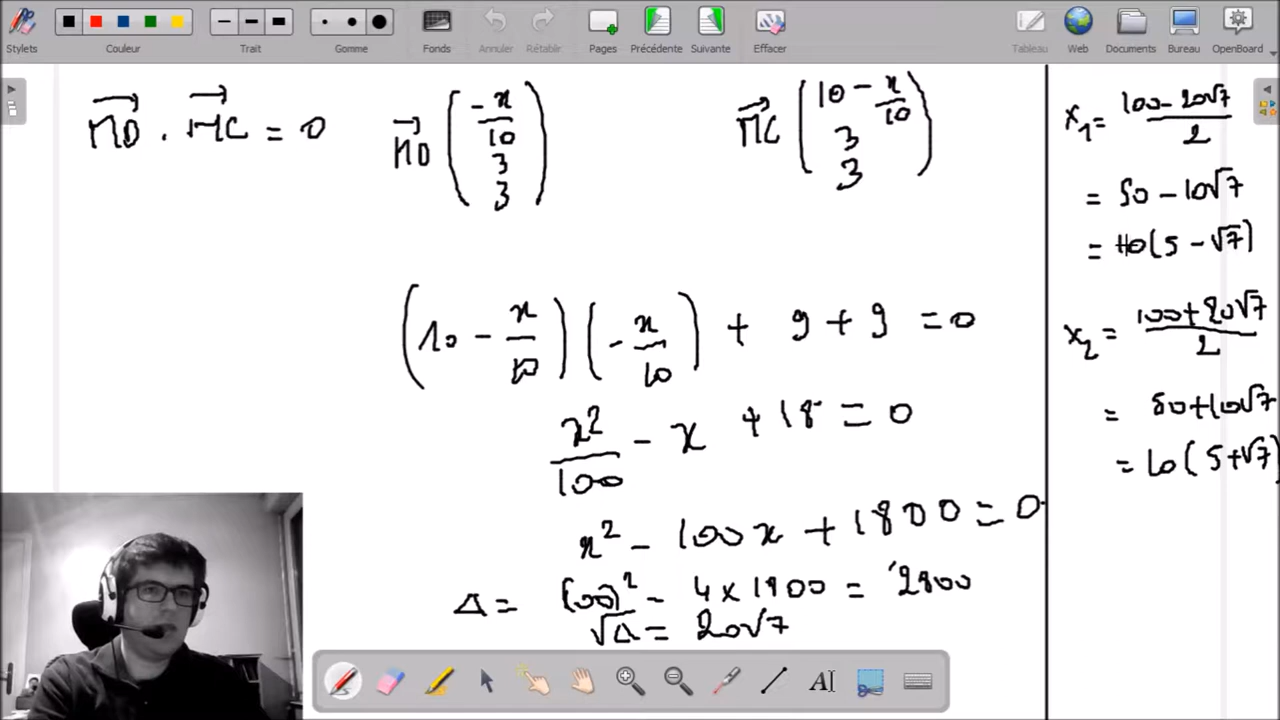 Stylets Couleur Trait Gomme Fonds Annuler Rétablir Pages Précédente Suivante Effacer Tableau Web Documents Bureau OpenBoard
MD . MC = 0
MD ( -x/10 3 3 )
MC ( 10 - x/10 3 3 )
(10 - x/10) (-x/10) + 9 + 9 = 0
x²/100 - x + 18 = 0
x² - 100x + 1800 = 0
Δ = (100)² - 4 x 1800 = 2800
√Δ = 20√7
x₁ = 100 - 20√7 / 2
= 50 - 10√7
= 10(5 - √7)
x₂ = 100 + 20√7 / 2
= 50 + 10√7
= 10(5 + √7)
AI